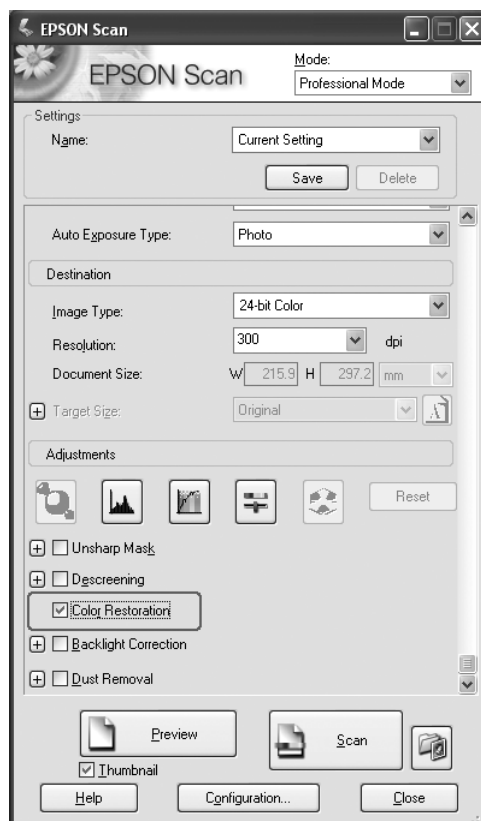 EPSON Scan
EPSON Scan
Mode:
Professional Mode
Settings
Name:
Current Setting
Save
Delete
Auto Exposure Type:
Photo
Destination
Image Type:
24-bit Color
Resolution:
300
dpi
Document Size:
W 215.9 H 297.2 mm
Target Size:
Original
A
Adjustments
Reset
Unsharp Mask
Descreening
Color Restoration
Backlight Correction
Dust Removal
Preview
Scan
Thumbnail
Help
Configuration...
Close